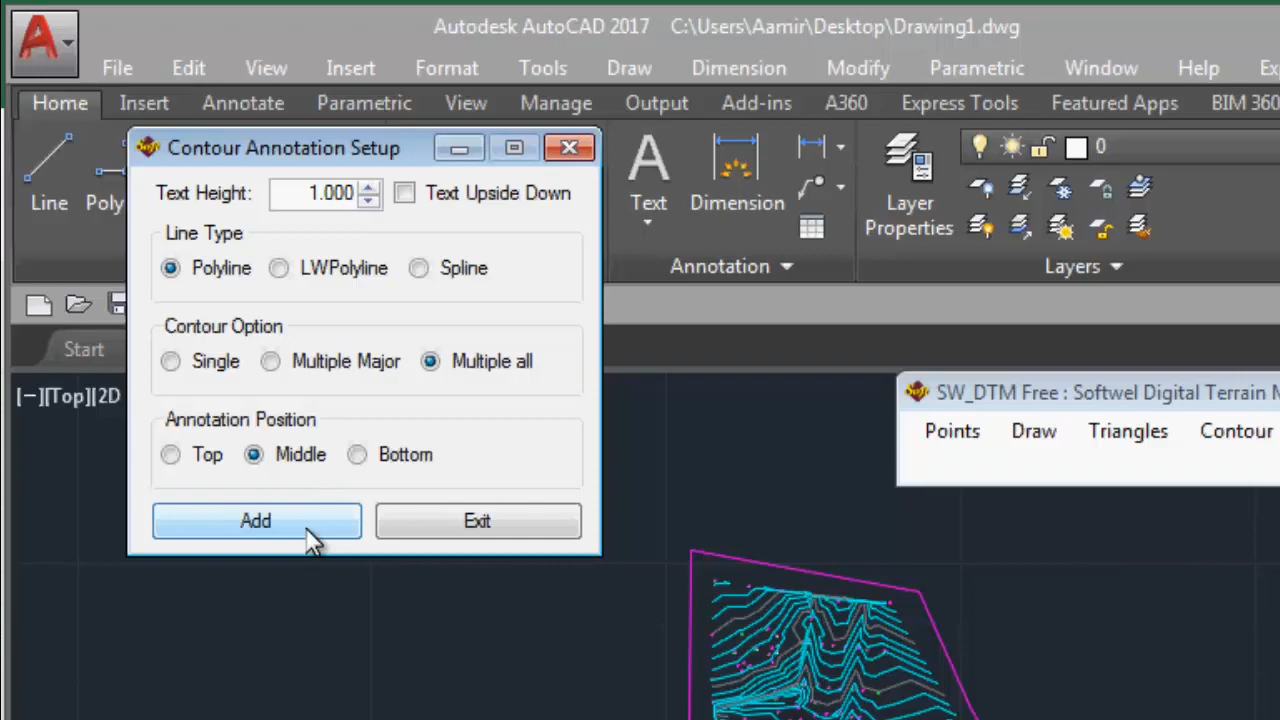 Autodesk AutoCAD 2017 C:\Users\Aamir\Desktop\Drawing1.dwg
File Edit View Insert Format Tools Draw Dimension Modify Parametric Window Help Ex
Home Insert Annotate Parametric View Manage Output Add-ins A360 Express Tools Featured Apps BIM 360
Contour Annotation Setup
Text Height: 1.000 Text Upside Down
Line Type
Polyline LWPolyline Spline
Contour Option
Single Multiple Major Multiple all
Annotation Position
Top Middle Bottom
Add Exit
Line Poly
Text Dimension
Annotation
Layer
Properties
0
Layers
Start
[−][Top][2D
SW_DTM Free : Softwel Digital Terrain M
Points Draw Triangles Contour